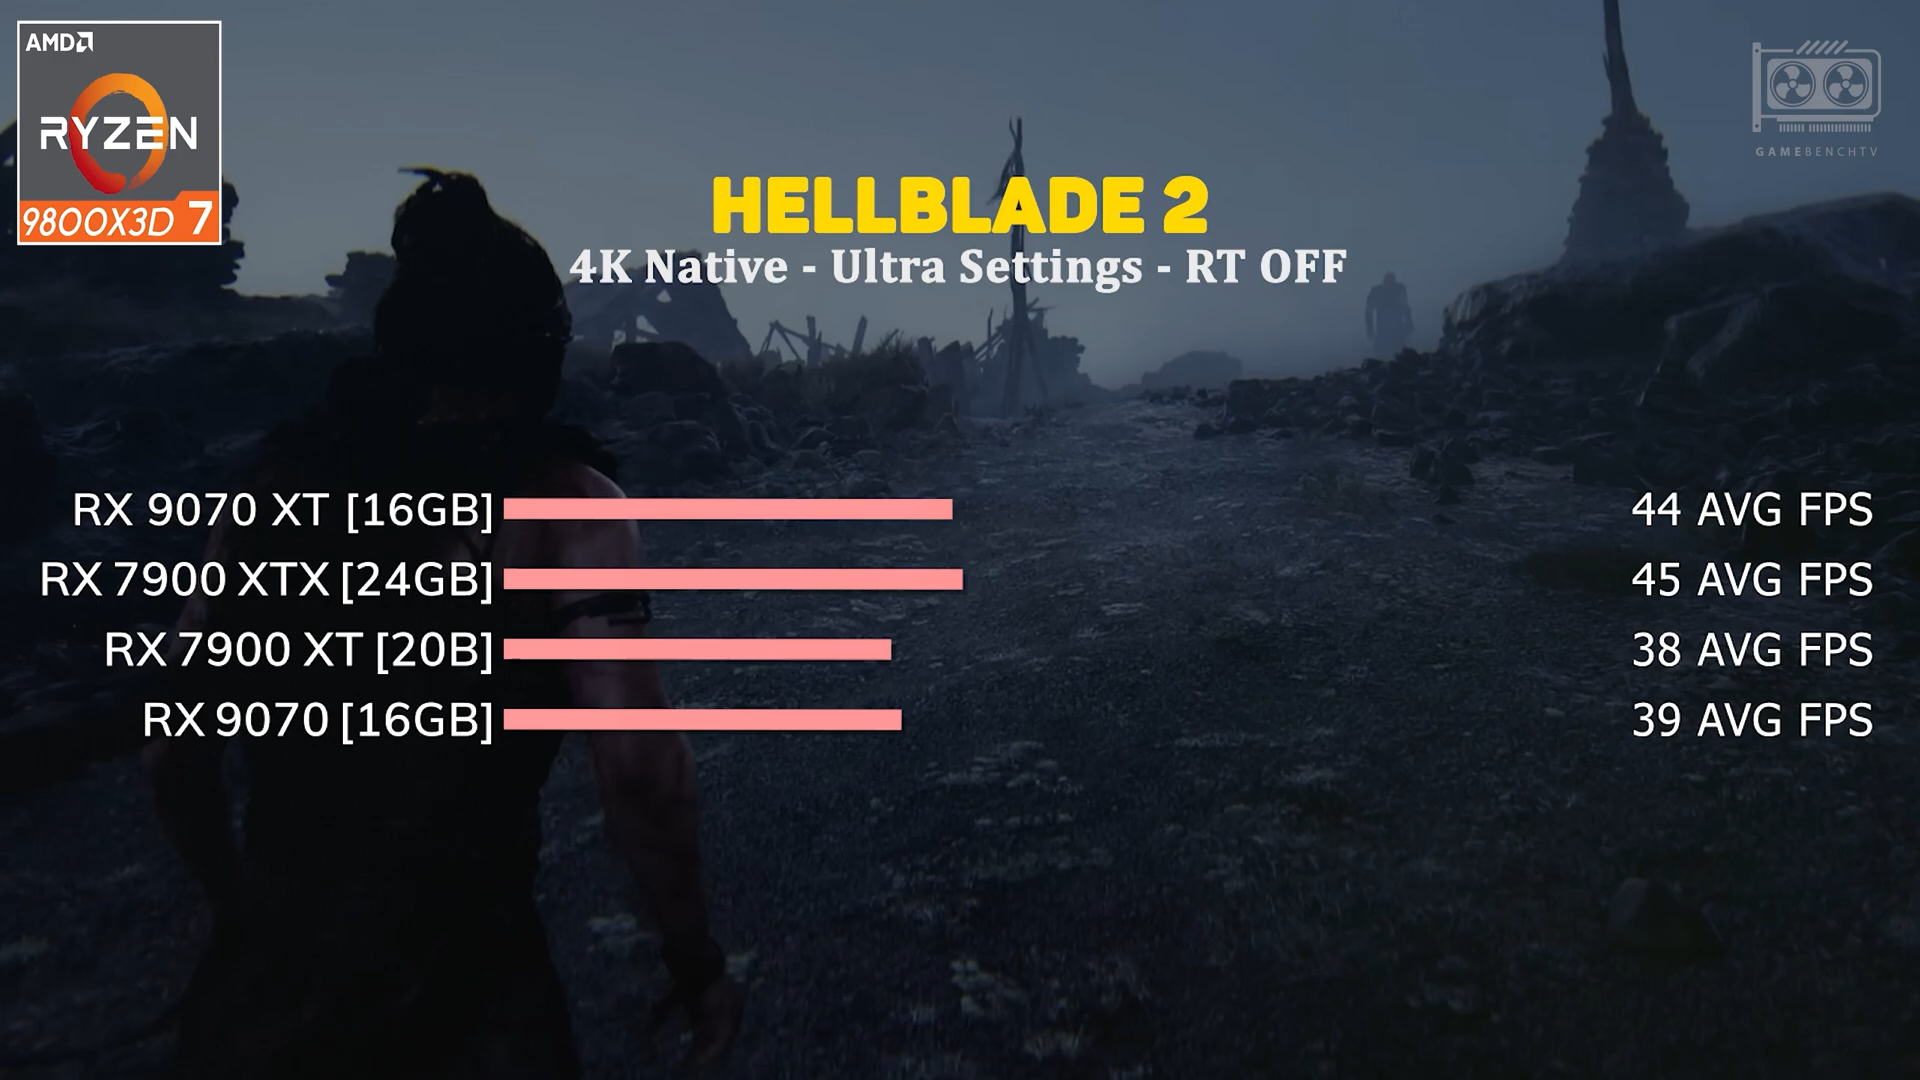 AMD
RYZEN
9800X3D 7
GAMEBENCHTV
HELLBLADE 2
4K Native - Ultra Settings - RT OFF
RX 9070 XT [16GB] 44 AVG FPS
RX 7900 XTX [24GB] 45 AVG FPS
RX 7900 XT [20B] 38 AVG FPS
RX 9070 [16GB] 39 AVG FPS